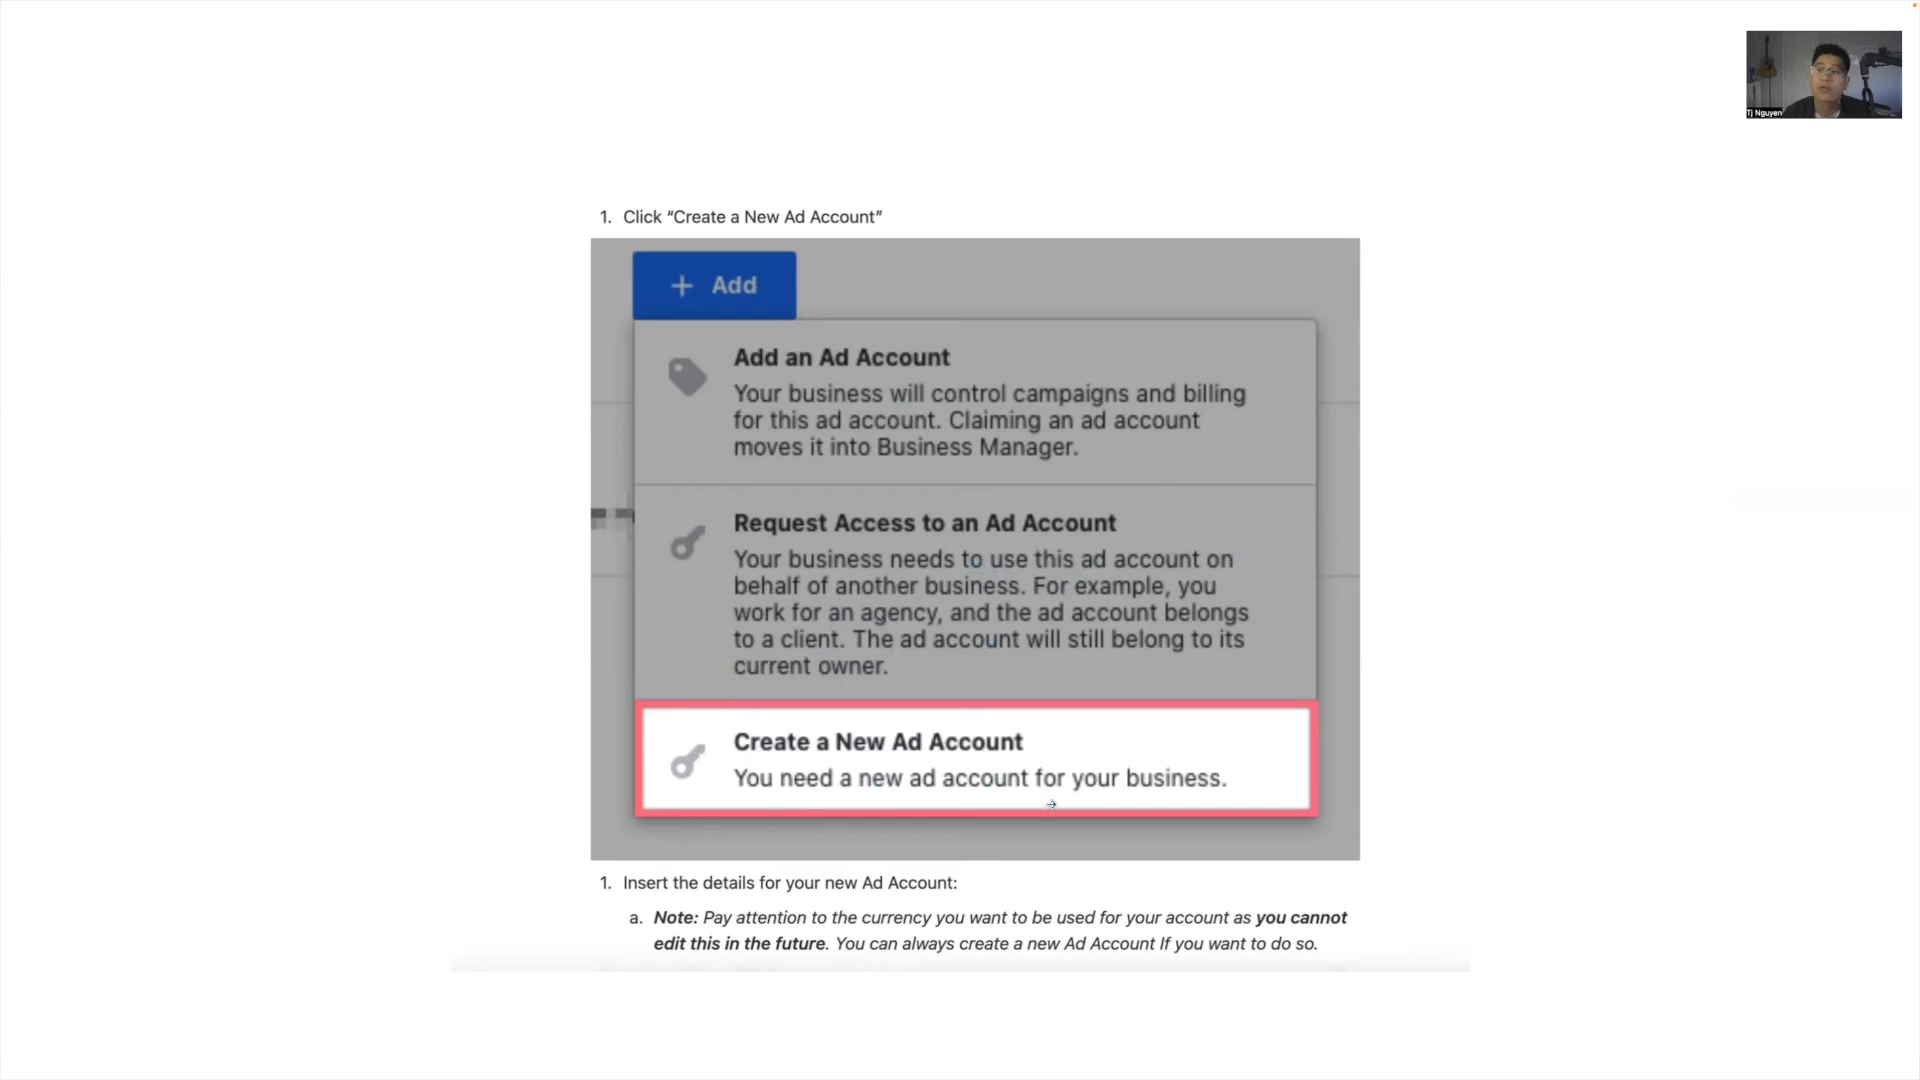 Tj Nguyen
1. Click “Create a New Ad Account”
+ Add
Add an Ad Account
Your business will control campaigns and billing
for this ad account. Claiming an ad account
moves it into Business Manager.
Request Access to an Ad Account
Your business needs to use this ad account on
behalf of another business. For example, you
work for an agency, and the ad account belongs
to a client. The ad account will still belong to its
current owner.
Create a New Ad Account
You need a new ad account for your business.
1. Insert the details for your new Ad Account:
a. Note: Pay attention to the currency you want to be used for your account as you cannot
edit this in the future. You can always create a new Ad Account If you want to do so.